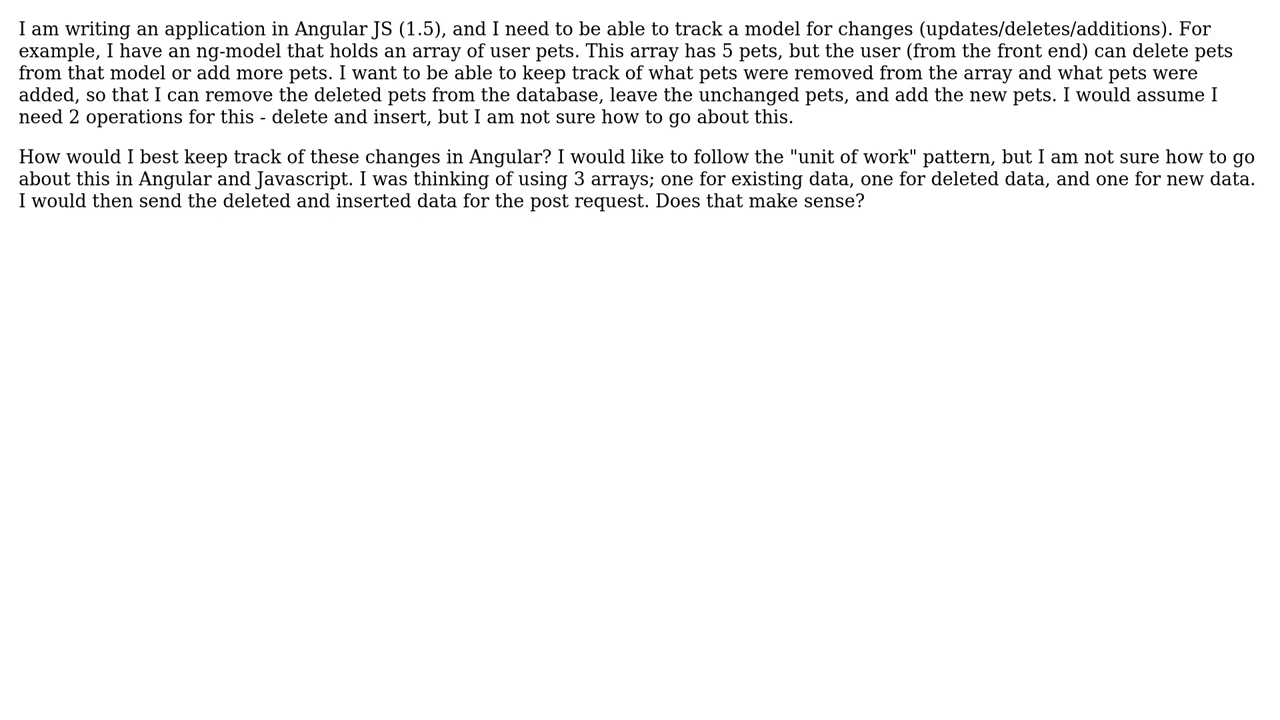 I am writing an application in Angular JS (1.5), and I need to be able to track a model for changes (updates/deletes/additions). For
example, I have an ng-model that holds an array of user pets. This array has 5 pets, but the user (from the front end) can delete pets
from that model or add more pets. I want to be able to keep track of what pets were removed from the array and what pets were
added, so that I can remove the deleted pets from the database, leave the unchanged pets, and add the new pets. I would assume I
need 2 operations for this - delete and insert, but I am not sure how to go about this.
How would I best keep track of these changes in Angular? I would like to follow the "unit of work" pattern, but I am not sure how to go
about this in Angular and Javascript. I was thinking of using 3 arrays; one for existing data, one for deleted data, and one for new data.
I would then send the deleted and inserted data for the post request. Does that make sense?